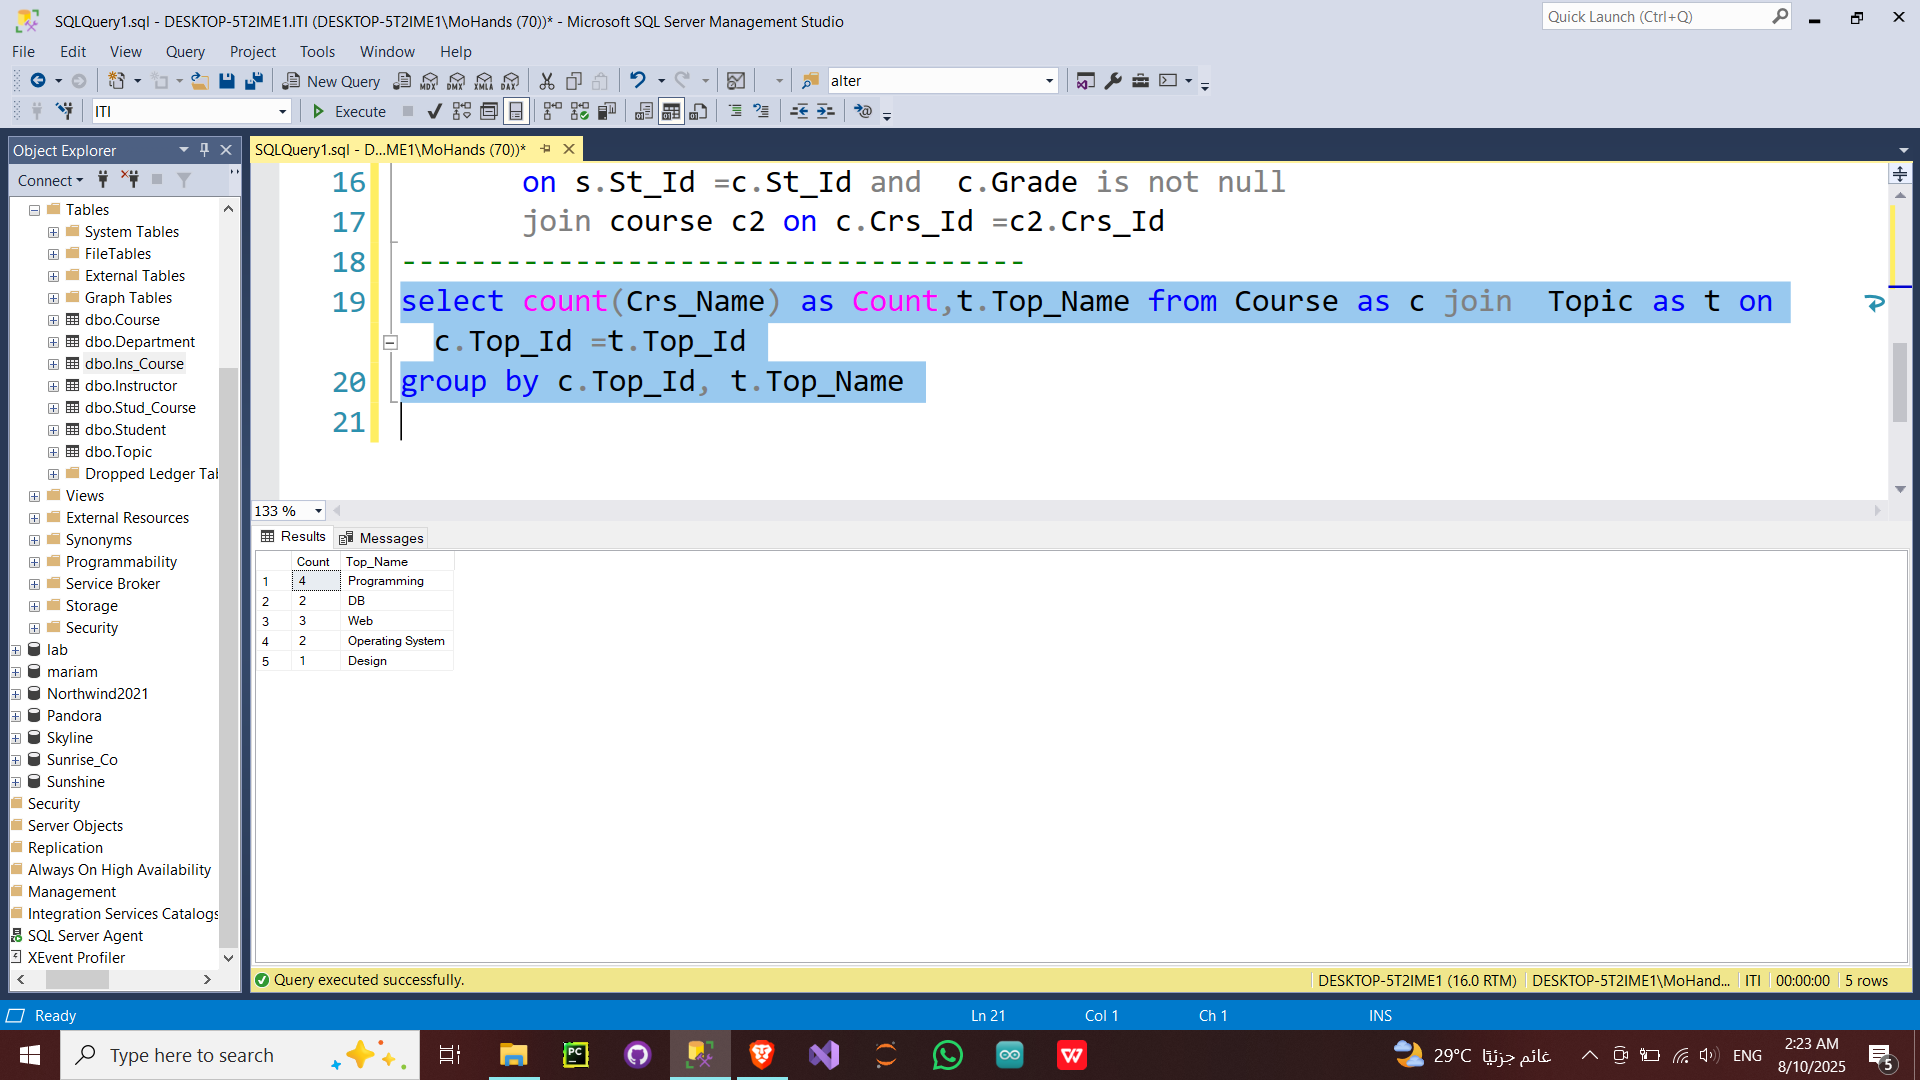 SQLQuery1.sql - DESKTOP-5T2IME1.ITI (DESKTOP-5T2IME1\MoHands (70))* - Microsoft SQL Server Management Studio
Quick Launch (Ctrl+Q)
File Edit View Query Project Tools Window Help
New Query MDX DMX XMLA DAX alter
ITI Execute
Object Explorer
Connect
Tables
System Tables
FileTables
External Tables
Graph Tables
dbo.Course
dbo.Department
dbo.Ins_Course
dbo.Instructor
dbo.Stud_Course
dbo.Student
dbo.Topic
Dropped Ledger Tal
Views
External Resources
Synonyms
Programmability
Service Broker
Storage
Security
lab
mariam
Northwind2021
Pandora
Skyline
Sunrise_Co
Sunshine
Security
Server Objects
Replication
Always On High Availability
Management
Integration Services Catalogs
SQL Server Agent
XEvent Profiler
SQLQuery1.sql - D...ME1\MoHands (70))*
16 on s.St_Id =c.St_Id and  c.Grade is not null
17 join course c2 on c.Crs_Id =c2.Crs_Id
18 ------------------------------------
19 select count(Crs_Name) as Count,t.Top_Name from Course as c join  Topic as t on
c.Top_Id =t.Top_Id
20 group by c.Top_Id, t.Top_Name
21
133 %
Results Messages
Count Top_Name
1 4 Programming
2 2 DB
3 3 Web
4 2 Operating System
5 1 Design
Query executed successfully.
DESKTOP-5T2IME1 (16.0 RTM) DESKTOP-5T2IME1\MoHand... ITI 00:00:00 5 rows
Ready Ln 21 Col 1 Ch 1 INS
Type here to search
PC
29°C غائم جزئيًا
ENG
2:23 AM
8/10/2025
5